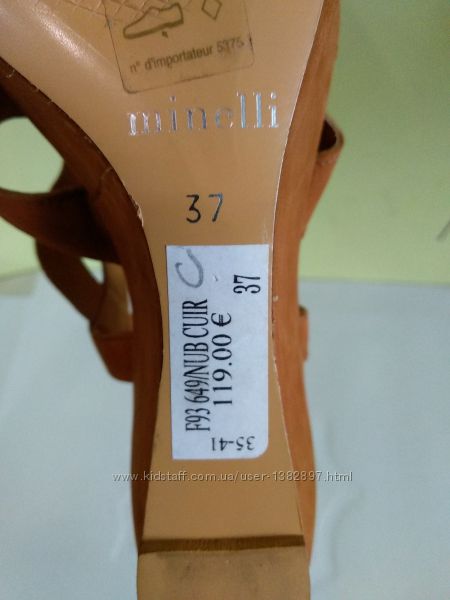 n° d'importateur 5375
minelli
37
C
F93 649/NUB CUIR
119.00 €
37
35-41
www.kidstaff.com.ua/user-1382897.html